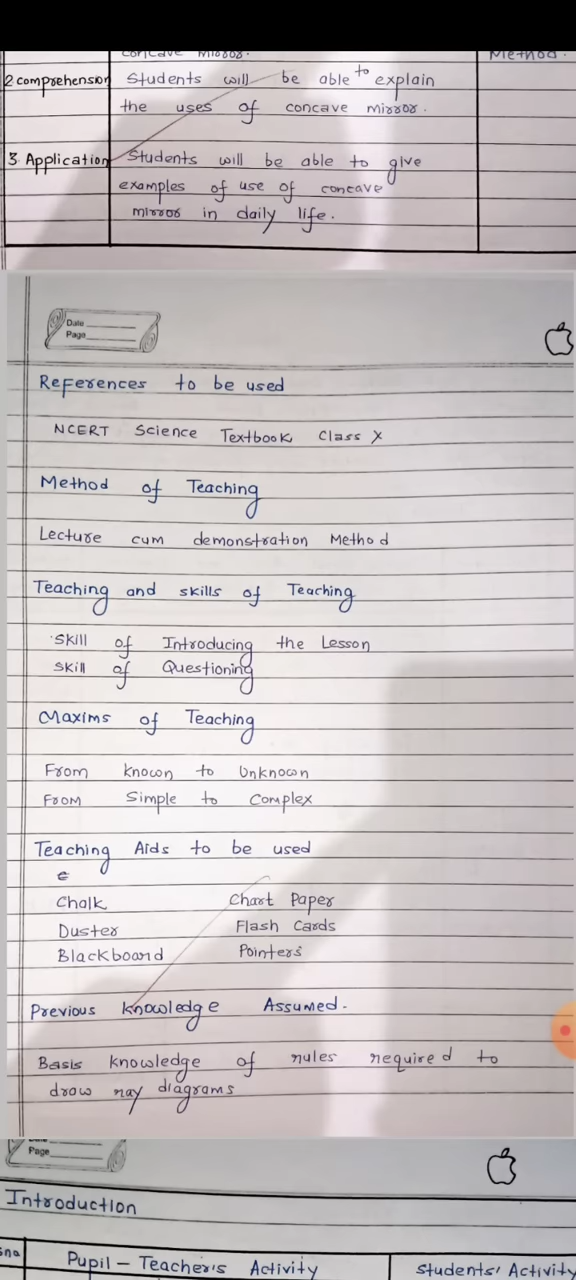 concave mirror. Method.
2 comprehension Students will be able to explain
the uses of concave mirror.
3. Application Students will be able to give
examples of use of concave
mirror in daily life.
Date
Page
References to be used
NCERT Science Textbook Class X
Method of Teaching
Lecture cum demonstration Method
Teaching and skills of Teaching
Skill of Introducing the Lesson
Skill of Questioning
Maxims of Teaching
From known to Unknown
From Simple to Complex
Teaching Aids to be used
Chalk Chart Paper
Duster Flash Cards
Blackboard Pointers
Previous knowledge Assumed.
Basis knowledge of rules required to
draw ray diagrams
Date
Page
Introduction
Sno Pupil - Teacher's Activity Students' Activity